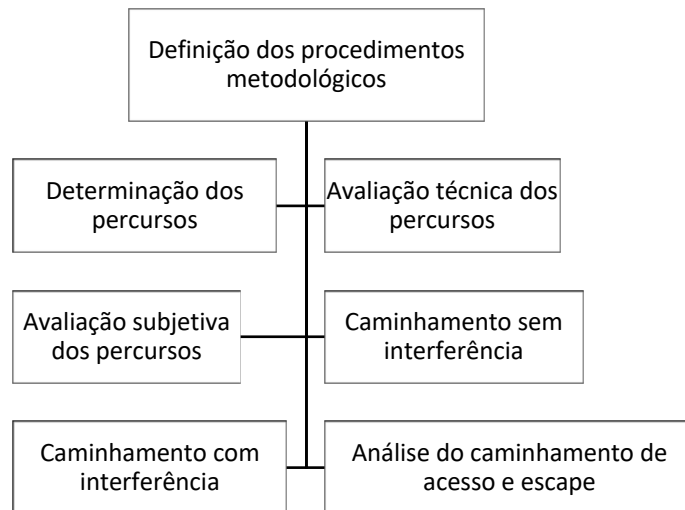 Definição dos procedimentos
metodológicos
Determinação dos
percursos
Avaliação técnica dos
percursos
Avaliação subjetiva
dos percursos
Caminhamento sem
interferência
Caminhamento com
interferência
Análise do caminhamento de
acesso e escape